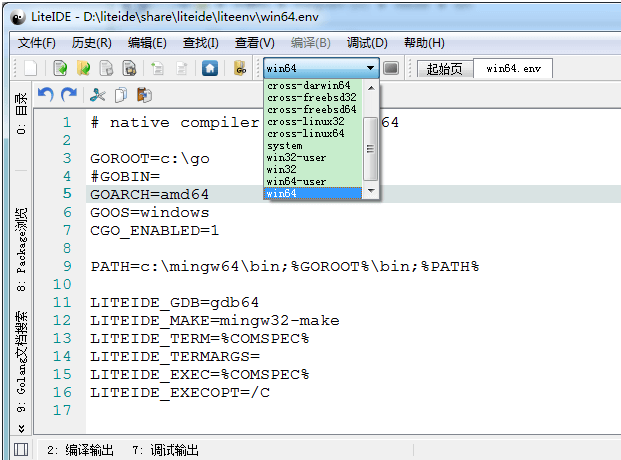 LiteIDE - D:\liteide\share\liteide\liteenv\win64.env
文件(F) 历史(R) 编辑(E) 查找(I) 查看(V) 编译(B) 调试(D) 帮助(H)
win64 起始页 win64.env
cross-darwin64
cross-freebsd32
cross-freebsd64
cross-linux32
cross-linux64
system
win32-user
win32
win64-user
win64
0: 目录
8: Package浏览
9: Golang文档搜索
1 # native compiler 64
2
3 GOROOT=c:\go
4 #GOBIN=
5 GOARCH=amd64
6 GOOS=windows
7 CGO_ENABLED=1
8
9 PATH=c:\mingw64\bin;%GOROOT%\bin;%PATH%
10
11 LITEIDE_GDB=gdb64
12 LITEIDE_MAKE=mingw32-make
13 LITEIDE_TERM=%COMSPEC%
14 LITEIDE_TERMARGS=
15 LITEIDE_EXEC=%COMSPEC%
16 LITEIDE_EXECOPT=/C
17
2: 编译输出 7: 调试输出